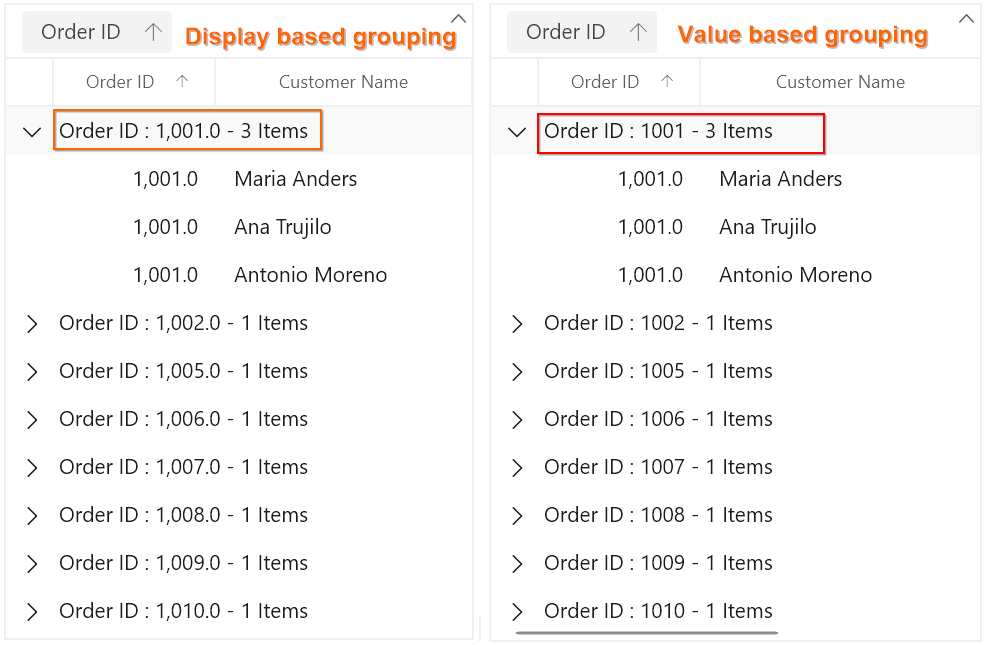 Order ID
Display based grouping
Order ID Customer Name
Order ID : 1,001.0 - 3 Items
1,001.0 Maria Anders
1,001.0 Ana Trujilo
1,001.0 Antonio Moreno
Order ID : 1,002.0 - 1 Items
Order ID : 1,005.0 - 1 Items
Order ID : 1,006.0 - 1 Items
Order ID : 1,007.0 - 1 Items
Order ID : 1,008.0 - 1 Items
Order ID : 1,009.0 - 1 Items
Order ID : 1,010.0 - 1 Items
Order ID
Value based grouping
Order ID Customer Name
Order ID : 1001 - 3 Items
1,001.0 Maria Anders
1,001.0 Ana Trujilo
1,001.0 Antonio Moreno
Order ID : 1002 - 1 Items
Order ID : 1005 - 1 Items
Order ID : 1006 - 1 Items
Order ID : 1007 - 1 Items
Order ID : 1008 - 1 Items
Order ID : 1009 - 1 Items
Order ID : 1010 - 1 Items